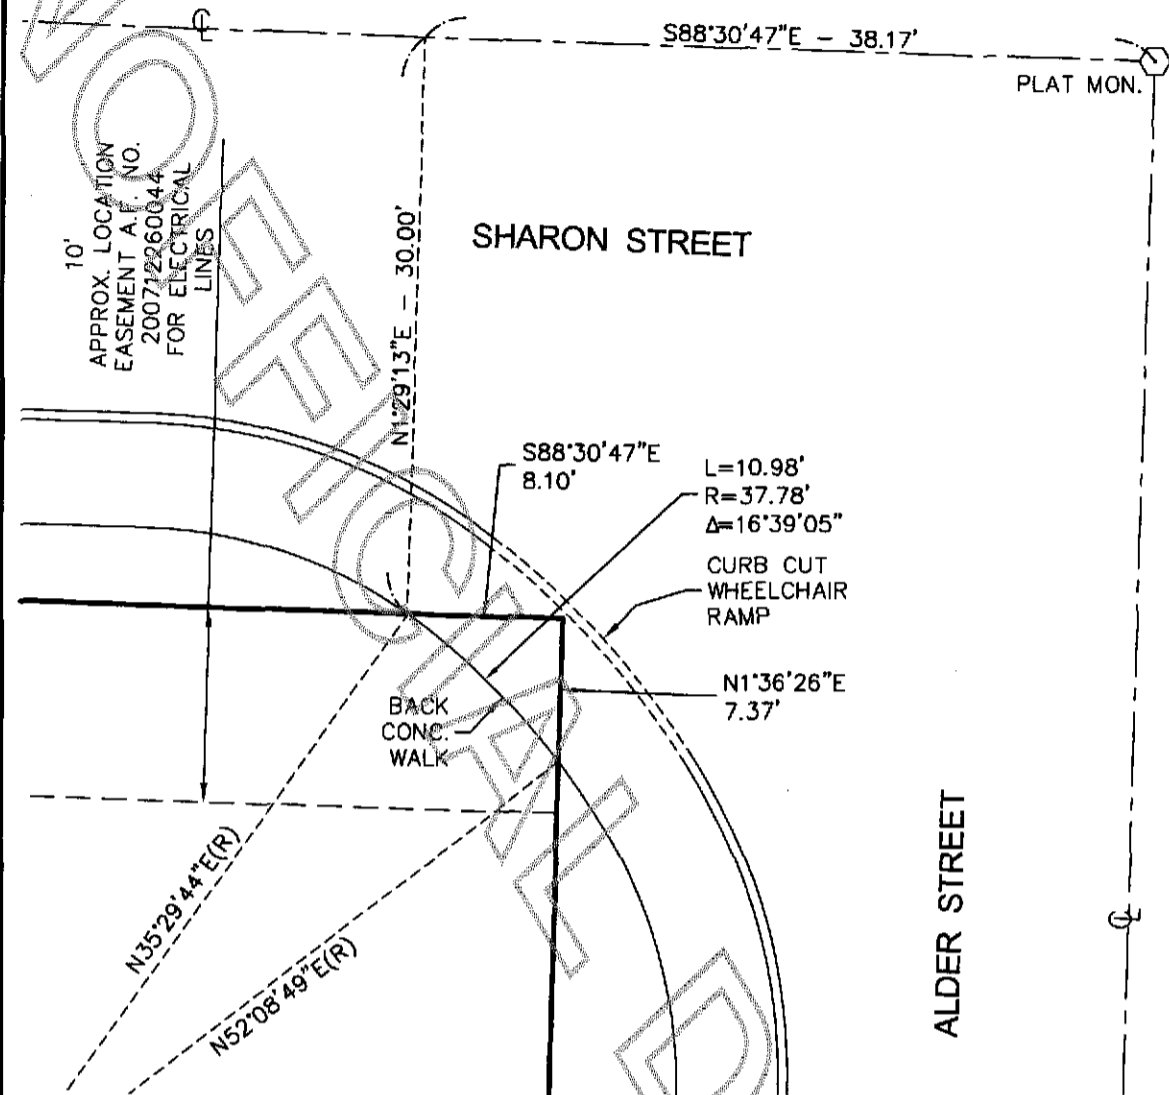 ℄
S88°30'47"E - 38.17'
PLAT MON.
10'
APPROX. LOCATION
EASEMENT A.F. NO.
200712260044
FOR ELECTRICAL
LINES
N1°29'13"E - 30.00'
SHARON STREET
S88°30'47"E
8.10'
L=10.98'
R=37.78'
Δ=16°39'05"
CURB CUT
WHEELCHAIR
RAMP
N1°36'26"E
7.37'
BACK
CONC.
WALK
N35°29'44"E(R)
N52°08'49"E(R)
ALDER STREET
℄
UNOFFICIAL D